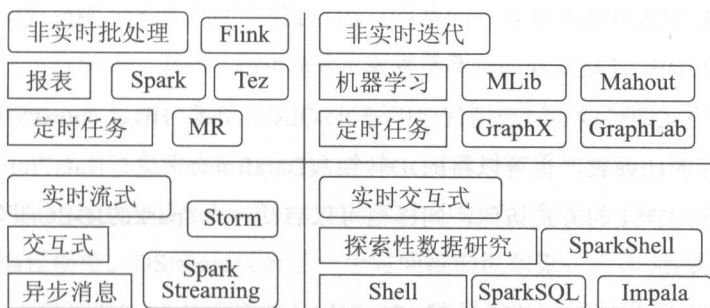 非实时批处理 Flink
报表 Spark Tez
定时任务 MR
非实时迭代
机器学习 MLib Mahout
定时任务 GraphX GraphLab
实时流式
Storm
交互式
Spark
Streaming
异步消息
实时交互式
探索性数据研究 SparkShell
Shell SparkSQL Impala